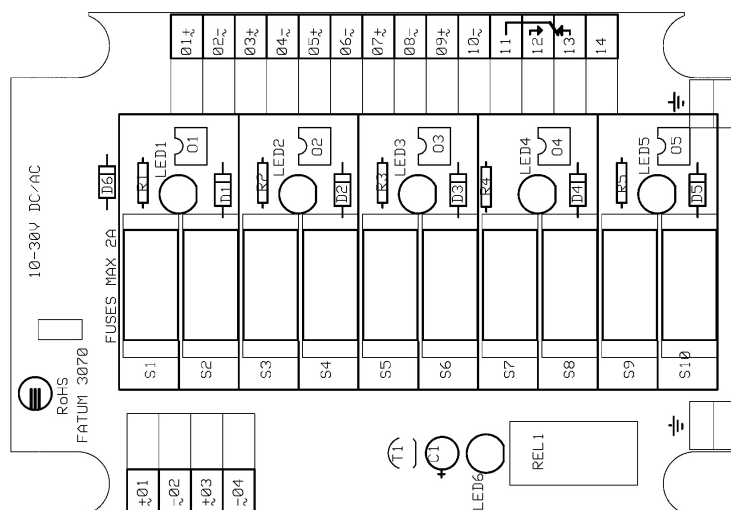 01± 02~ 03± 04~ 05± 06~ 07± 08~ 09± 10~ 11 12 13 14
LED1 O1 LED2 O2 LED3 O3 LED4 O4 LED5 O5
D6 R1 D1 R2 D2 R3 D3 R4 D4 R5 D5
10-30V DC/AC
FUSES MAX 2A
S1 S2 S3 S4 S5 S6 S7 S8 S9 S10
RoHS
FATUM 3070
T1 C1 + LED6 REL1
±01 ~02 ±03 ~04